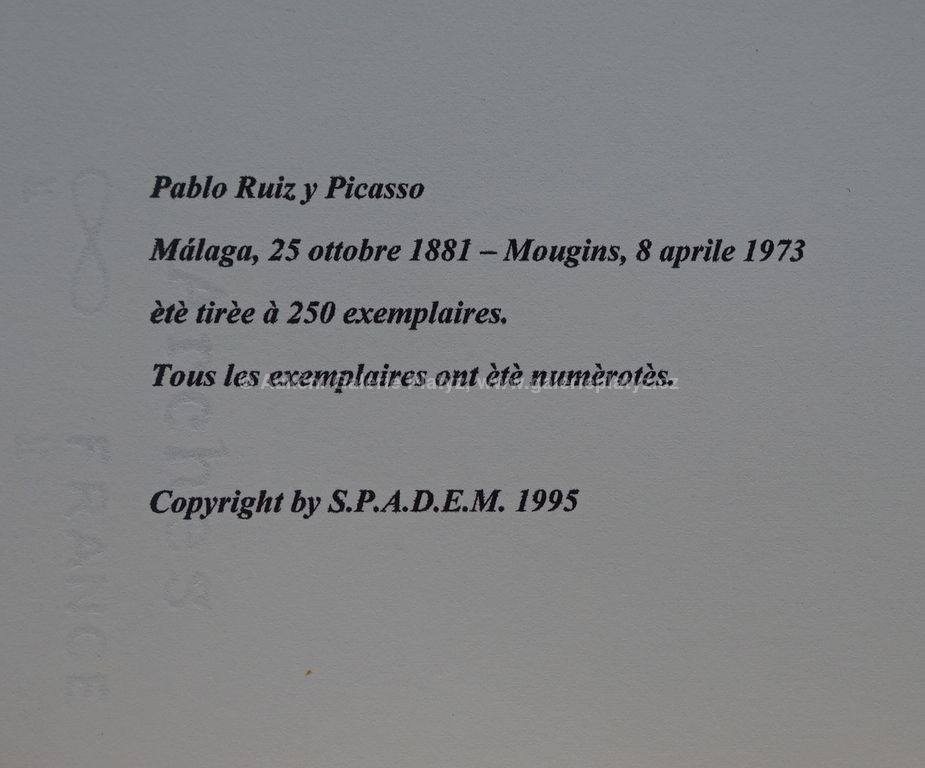 Pablo Ruiz y Picasso
Málaga, 25 ottobre 1881 – Mougins, 8 aprile 1973
ètè tirèe à 250 exemplaires.
Tous les exemplaires ont ètè numèrotès.
Copyright by S.P.A.D.E.M. 1995
Arches
FRANCE